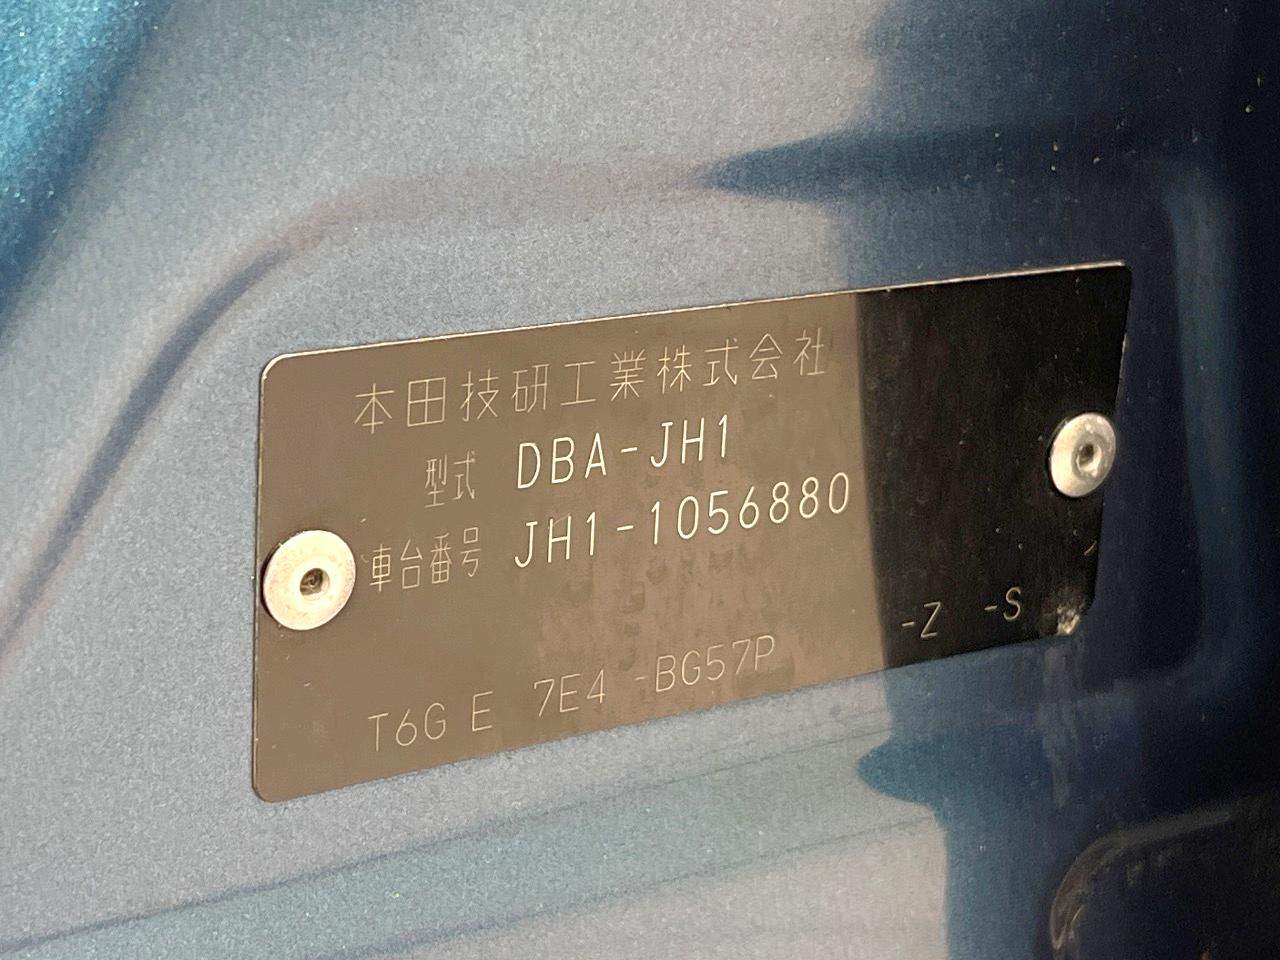 本田技研工業株式会社
型式 DBA-JH1
車台番号 JH1-1056880
T6G E 7E4 -BG57P -Z -S